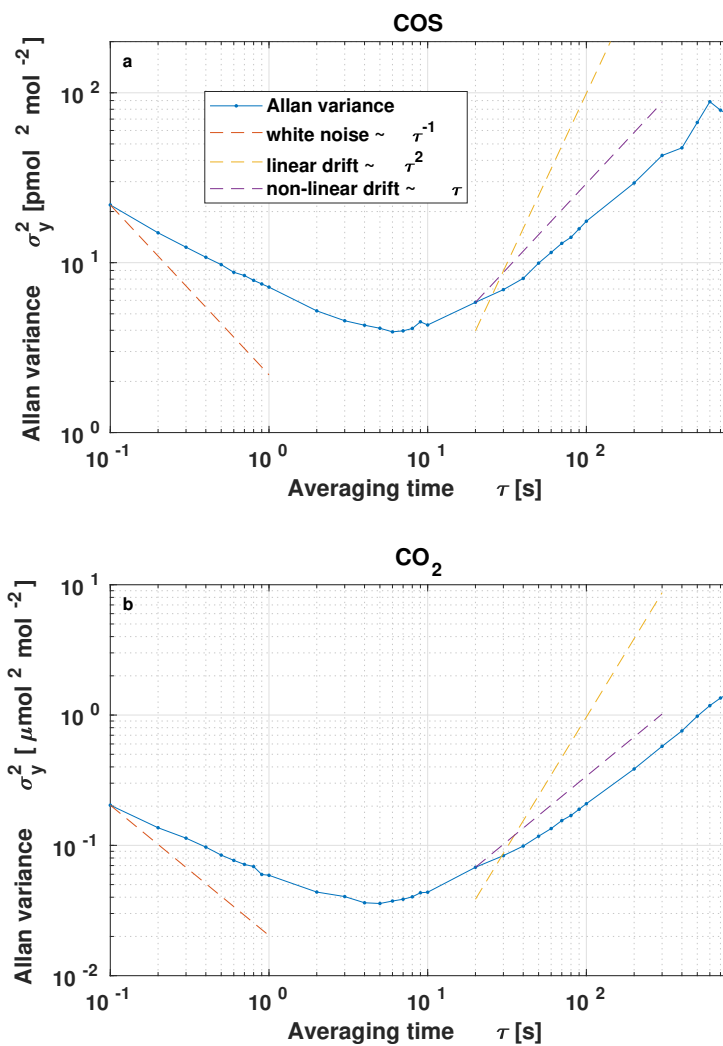 COS
a
Allan variance
white noise ~ τ^-1
linear drift ~ τ^2
non-linear drift ~ τ
10^2
10^1
10^0
Allan variance σ_y^2 [pmol^2 mol^-2]
10^-1 10^0 10^1 10^2
Averaging time τ [s]
CO_2
b
10^1
10^0
10^-1
10^-2
Allan variance σ_y^2 [μmol^2 mol^-2]
10^-1 10^0 10^1 10^2
Averaging time τ [s]